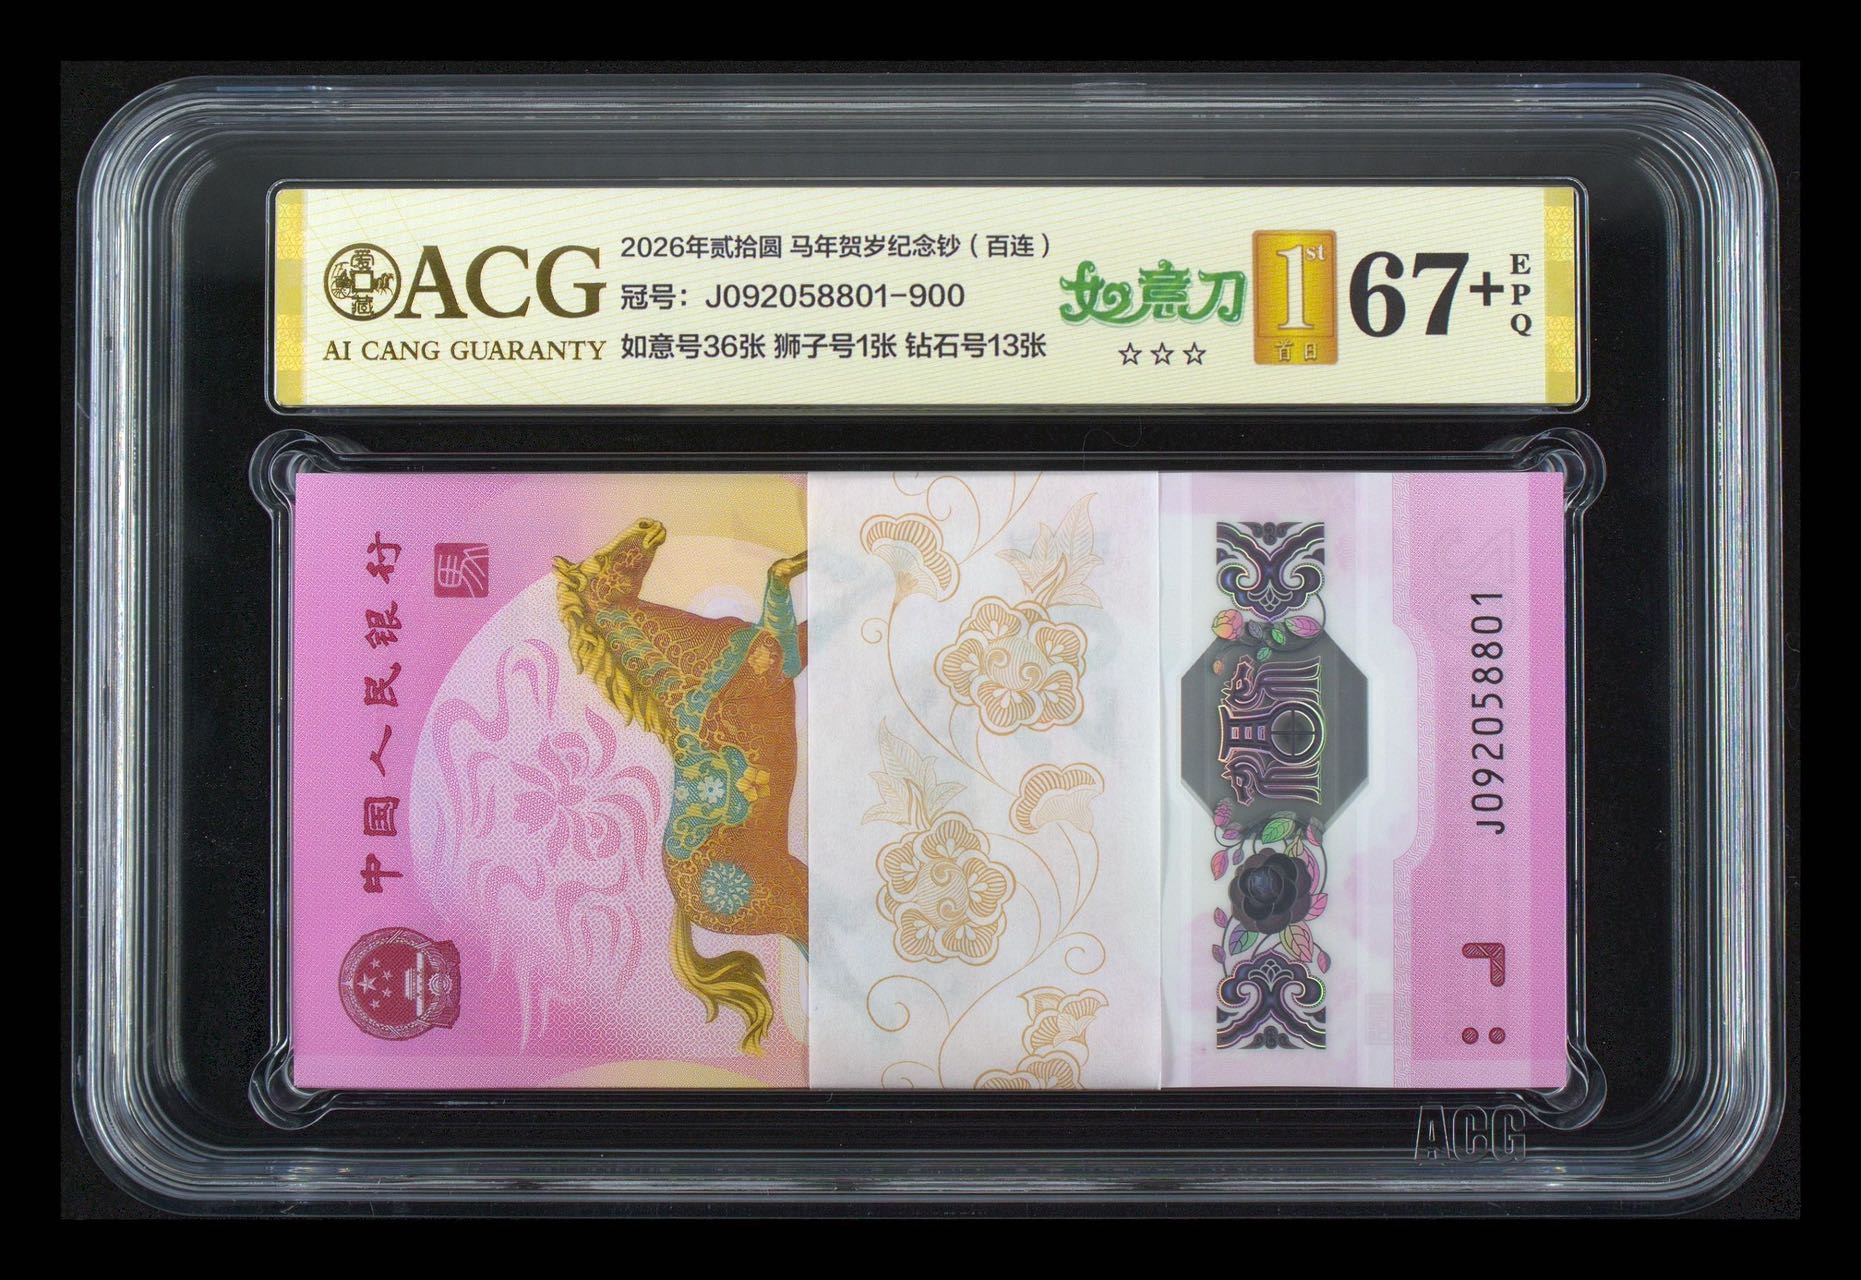 爱藏
ACG
AI CANG GUARANTY
2026年贰拾圆 马年贺岁纪念钞（百连）
冠号：J092058801-900
如意号36张 狮子号1张 钻石号13张
如意刀
☆☆☆
1st
首日
67+
EPQ
中国人民银行
J092058801
ACG